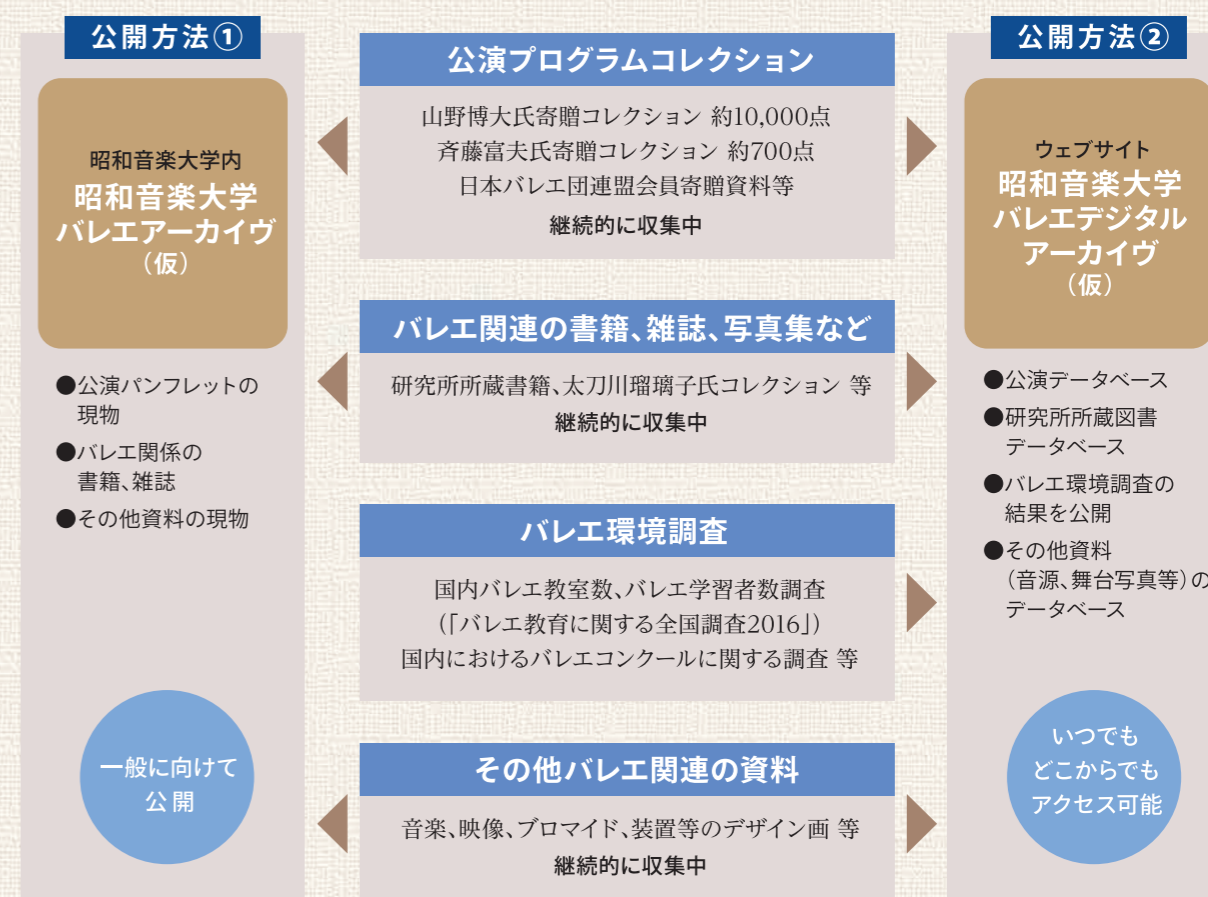 公開方法①
昭和音楽大学内
昭和音楽大学
バレエアーカイヴ
（仮）
●公演パンフレットの
現物
●バレエ関係の
書籍、雑誌
●その他資料の現物
一般に向けて
公開
公演プログラムコレクション
山野博大氏寄贈コレクション 約10,000点
斉藤富夫氏寄贈コレクション 約700点
日本バレエ団連盟会員寄贈資料等
継続的に収集中
バレエ関連の書籍、雑誌、写真集など
研究所所蔵書籍、太刀川瑠璃子氏コレクション 等
継続的に収集中
バレエ環境調査
国内バレエ教室数、バレエ学習者数調査
（「バレエ教育に関する全国調査2016」）
国内におけるバレエコンクールに関する調査 等
その他バレエ関連の資料
音楽、映像、ブロマイド、装置等のデザイン画 等
継続的に収集中
公開方法②
ウェブサイト
昭和音楽大学
バレエデジタル
アーカイヴ
（仮）
●公演データベース
●研究所所蔵図書
データベース
●バレエ環境調査の
結果を公開
●その他資料
（音源、舞台写真等）の
データベース
いつでも
どこからでも
アクセス可能